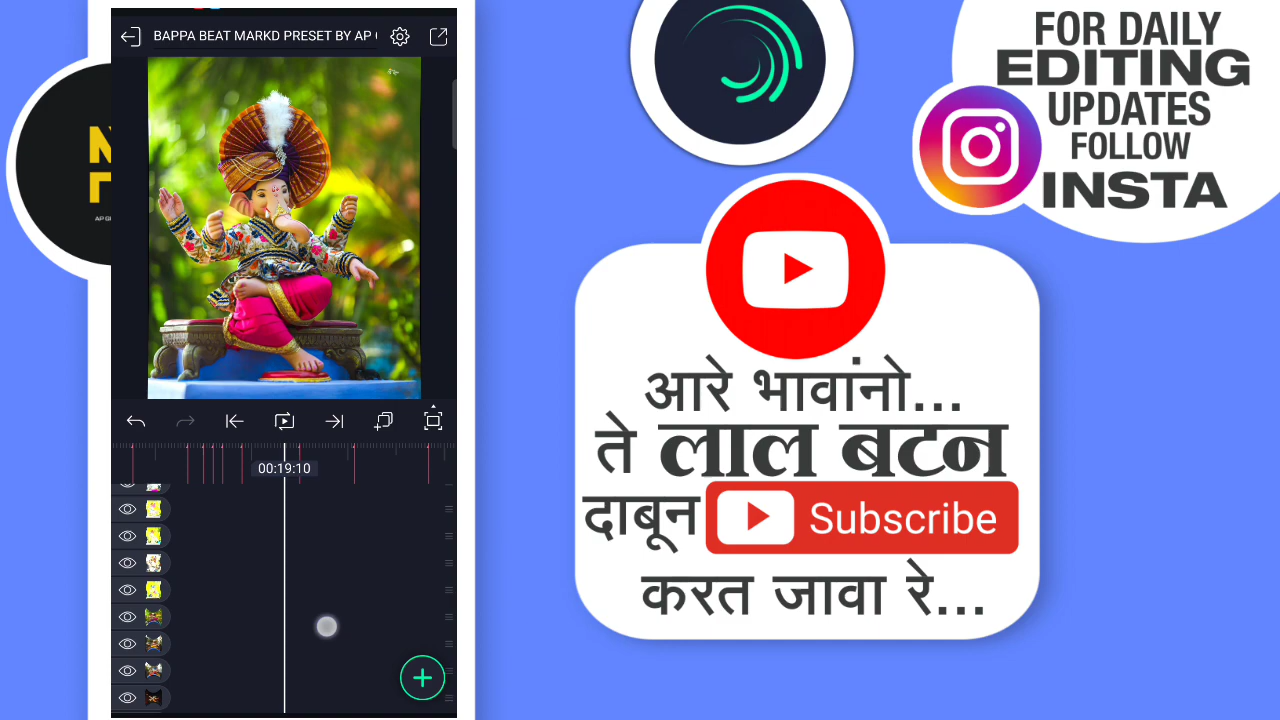 BAPPA BEAT MARKD PRESET BY AP
00:19:10
FOR DAILY
EDITING
UPDATES
FOLLOW
INSTA
आरे भावांनो...
ते लाल बटन
दाबून Subscribe
करत जावा रे...